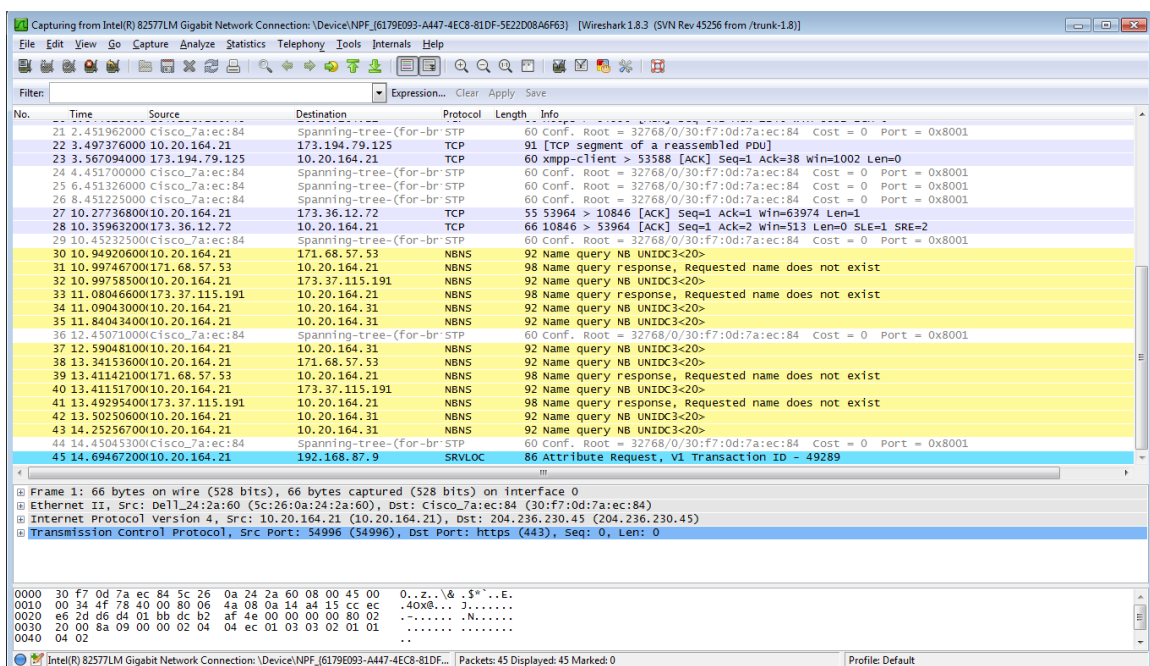 Capturing from Intel(R) 82577LM Gigabit Network Connection: \Device\NPF_{6179E093-A447-4EC8-81DF-5E22D08A6F63} [Wireshark 1.8.3 (SVN Rev 45256 from /trunk-1.8)]
File Edit View Go Capture Analyze Statistics Telephony Tools Internals Help
Filter: Expression... Clear Apply Save
No. Time Source Destination Protocol Length Info
21 2.451962000 Cisco_7a:ec:84 Spanning-tree-(for-br STP 60 Conf. Root = 32768/0/30:f7:0d:7a:ec:84 Cost = 0 Port = 0x8001
22 3.497376000 10.20.164.21 173.194.79.125 TCP 91 [TCP segment of a reassembled PDU]
23 3.567094000 173.194.79.125 10.20.164.21 TCP 60 xmpp-client > 53588 [ACK] Seq=1 Ack=38 Win=1002 Len=0
24 4.451700000 Cisco_7a:ec:84 Spanning-tree-(for-br STP 60 Conf. Root = 32768/0/30:f7:0d:7a:ec:84 Cost = 0 Port = 0x8001
25 6.451326000 Cisco_7a:ec:84 Spanning-tree-(for-br STP 60 Conf. Root = 32768/0/30:f7:0d:7a:ec:84 Cost = 0 Port = 0x8001
26 8.451225000 Cisco_7a:ec:84 Spanning-tree-(for-br STP 60 Conf. Root = 32768/0/30:f7:0d:7a:ec:84 Cost = 0 Port = 0x8001
27 10.27736800( 10.20.164.21 173.36.12.72 TCP 55 53964 > 10846 [ACK] Seq=1 Ack=1 Win=63974 Len=1
28 10.35963200( 173.36.12.72 10.20.164.21 TCP 66 10846 > 53964 [ACK] Seq=1 Ack=2 Win=513 Len=0 SLE=1 SRE=2
29 10.45232500( Cisco_7a:ec:84 Spanning-tree-(for-br STP 60 Conf. Root = 32768/0/30:f7:0d:7a:ec:84 Cost = 0 Port = 0x8001
30 10.94920600( 10.20.164.21 171.68.57.53 NBNS 92 Name query NB UNIDC3<20>
31 10.99746700( 171.68.57.53 10.20.164.21 NBNS 98 Name query response, Requested name does not exist
32 10.99758500( 10.20.164.21 173.37.115.191 NBNS 92 Name query NB UNIDC3<20>
33 11.08046600( 173.37.115.191 10.20.164.21 NBNS 98 Name query response, Requested name does not exist
34 11.09043000( 10.20.164.21 10.20.164.31 NBNS 92 Name query NB UNIDC3<20>
35 11.84043400( 10.20.164.21 10.20.164.31 NBNS 92 Name query NB UNIDC3<20>
36 12.45071000( Cisco_7a:ec:84 Spanning-tree-(for-br STP 60 Conf. Root = 32768/0/30:f7:0d:7a:ec:84 Cost = 0 Port = 0x8001
37 12.59048100( 10.20.164.21 10.20.164.31 NBNS 92 Name query NB UNIDC3<20>
38 13.34153600( 10.20.164.21 171.68.57.53 NBNS 92 Name query NB UNIDC3<20>
39 13.41142100( 171.68.57.53 10.20.164.21 NBNS 98 Name query response, Requested name does not exist
40 13.41151700( 10.20.164.21 173.37.115.191 NBNS 92 Name query NB UNIDC3<20>
41 13.49295400( 173.37.115.191 10.20.164.21 NBNS 98 Name query response, Requested name does not exist
42 13.50250600( 10.20.164.21 10.20.164.31 NBNS 92 Name query NB UNIDC3<20>
43 14.25256700( 10.20.164.21 10.20.164.31 NBNS 92 Name query NB UNIDC3<20>
44 14.45045300( Cisco_7a:ec:84 Spanning-tree-(for-br STP 60 Conf. Root = 32768/0/30:f7:0d:7a:ec:84 Cost = 0 Port = 0x8001
45 14.69467200( 10.20.164.21 192.168.87.9 SRVLOC 86 Attribute Request, V1 Transaction ID - 49289
Frame 1: 66 bytes on wire (528 bits), 66 bytes captured (528 bits) on interface 0
Ethernet II, Src: Dell_24:2a:60 (5c:26:0a:24:2a:60), Dst: Cisco_7a:ec:84 (30:f7:0d:7a:ec:84)
Internet Protocol Version 4, Src: 10.20.164.21 (10.20.164.21), Dst: 204.236.230.45 (204.236.230.45)
Transmission Control Protocol, Src Port: 54996 (54996), Dst Port: https (443), Seq: 0, Len: 0
0000 30 f7 0d 7a ec 84 5c 26 0a 24 2a 60 08 00 45 00 0..z..\& .$*`..E.
0010 00 34 4f 78 40 00 80 06 4a 08 0a 14 a4 15 cc ec .4Ox@... J.......
0020 e6 2d d6 d4 01 bb dc b2 af 4e 00 00 00 00 80 02 .-...... .N......
0030 20 00 8a 09 00 00 02 04 04 ec 01 03 03 02 01 01 ....... ........
0040 04 02 ..
Intel(R) 82577LM Gigabit Network Connection: \Device\NPF_{6179E093-A447-4EC8-81DF... Packets: 45 Displayed: 45 Marked: 0 Profile: Default